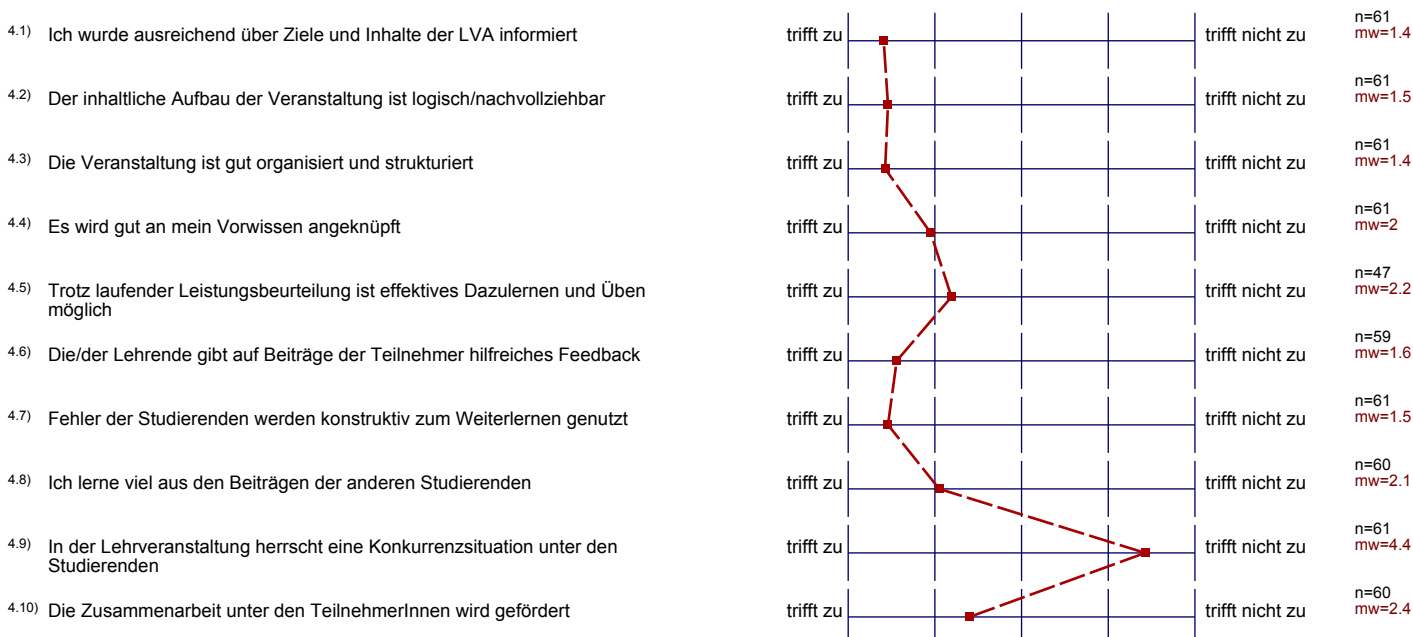 4.1) Ich wurde ausreichend über Ziele und Inhalte der LVA informiert trifft zu trifft nicht zu n=61
mw=1.4
4.2) Der inhaltliche Aufbau der Veranstaltung ist logisch/nachvollziehbar trifft zu trifft nicht zu n=61
mw=1.5
4.3) Die Veranstaltung ist gut organisiert und strukturiert trifft zu trifft nicht zu n=61
mw=1.4
4.4) Es wird gut an mein Vorwissen angeknüpft trifft zu trifft nicht zu n=61
mw=2
4.5) Trotz laufender Leistungsbeurteilung ist effektives Dazulernen und Üben trifft zu trifft nicht zu n=47
möglich mw=2.2
4.6) Die/der Lehrende gibt auf Beiträge der Teilnehmer hilfreiches Feedback trifft zu trifft nicht zu n=59
mw=1.6
4.7) Fehler der Studierenden werden konstruktiv zum Weiterlernen genutzt trifft zu trifft nicht zu n=61
mw=1.5
4.8) Ich lerne viel aus den Beiträgen der anderen Studierenden trifft zu trifft nicht zu n=60
mw=2.1
4.9) In der Lehrveranstaltung herrscht eine Konkurrenzsituation unter den trifft zu trifft nicht zu n=61
Studierenden mw=4.4
4.10) Die Zusammenarbeit unter den TeilnehmerInnen wird gefördert trifft zu trifft nicht zu n=60
mw=2.4